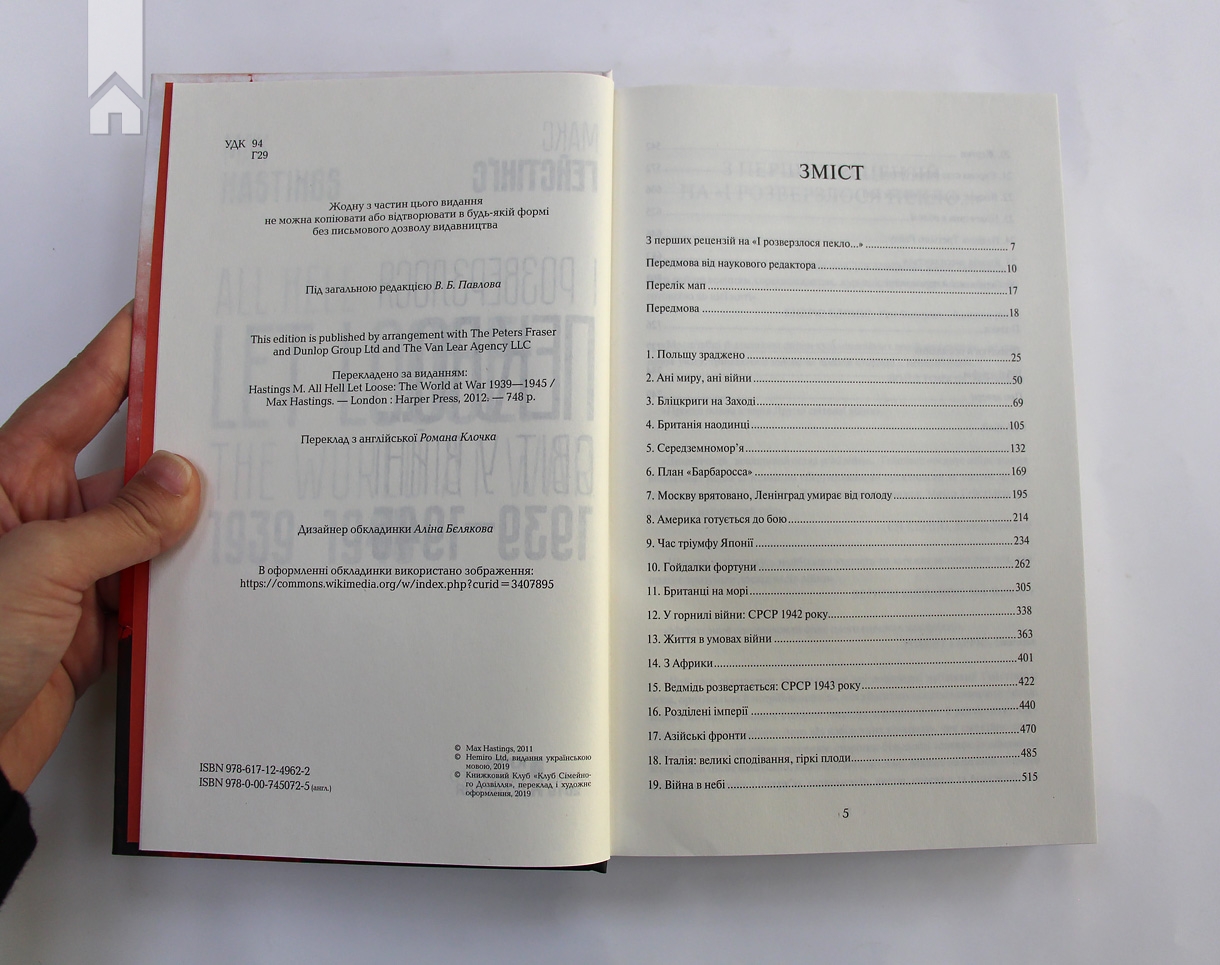 УДК 94
Г29
Жодну з частин цього видання
не можна копіювати або відтворювати в будь-якій формі
без письмового дозволу видавництва
Під загальною редакцією В. Б. Павлова
This edition is published by arrangement with The Peters Fraser
and Dunlop Group Ltd and The Van Lear Agency LLC
Перекладено за виданням:
Hastings M. All Hell Let Loose: The World at War 1939—1945 /
Max Hastings. — London : Harper Press, 2012. — 748 p.
Переклад з англійської Романа Клочка
Дизайнер обкладинки Аліна Бєлякова
В оформленні обкладинки використано зображення:
https://commons.wikimedia.org/w/index.php?curid=3407895
ISBN 978-617-12-4962-2
ISBN 978-0-00-745072-5 (англ.)
© Max Hastings, 2011
© Hemiro Ltd, видання українською
мовою, 2019
© Книжковий Клуб «Клуб Сімейно-
го Дозвілля», переклад і художнє
оформлення, 2019
ЗМІСТ
З перших рецензій на «І розверзлося пекло...» 7
Передмова від наукового редактора 10
Перелік мап 17
Передмова 18
1. Польщу зраджено 25
2. Ані миру, ані війни 50
3. Бліцкриги на Заході 69
4. Британія наодинці 105
5. Середземномор’я 132
6. План «Барбаросса» 169
7. Москву врятовано, Ленінград умирає від голоду 195
8. Америка готується до бою 214
9. Час тріумфу Японії 234
10. Гойдалки фортуни 262
11. Британці на морі 305
12. У горнилі війни: СРСР 1942 року 338
13. Життя в умовах війни 363
14. З Африки 401
15. Ведмідь розвертається: СРСР 1943 року 422
16. Розділені імперії 440
17. Азійські фронти 470
18. Італія: великі сподівання, гіркі плоди 485
19. Війна в небі 515
5